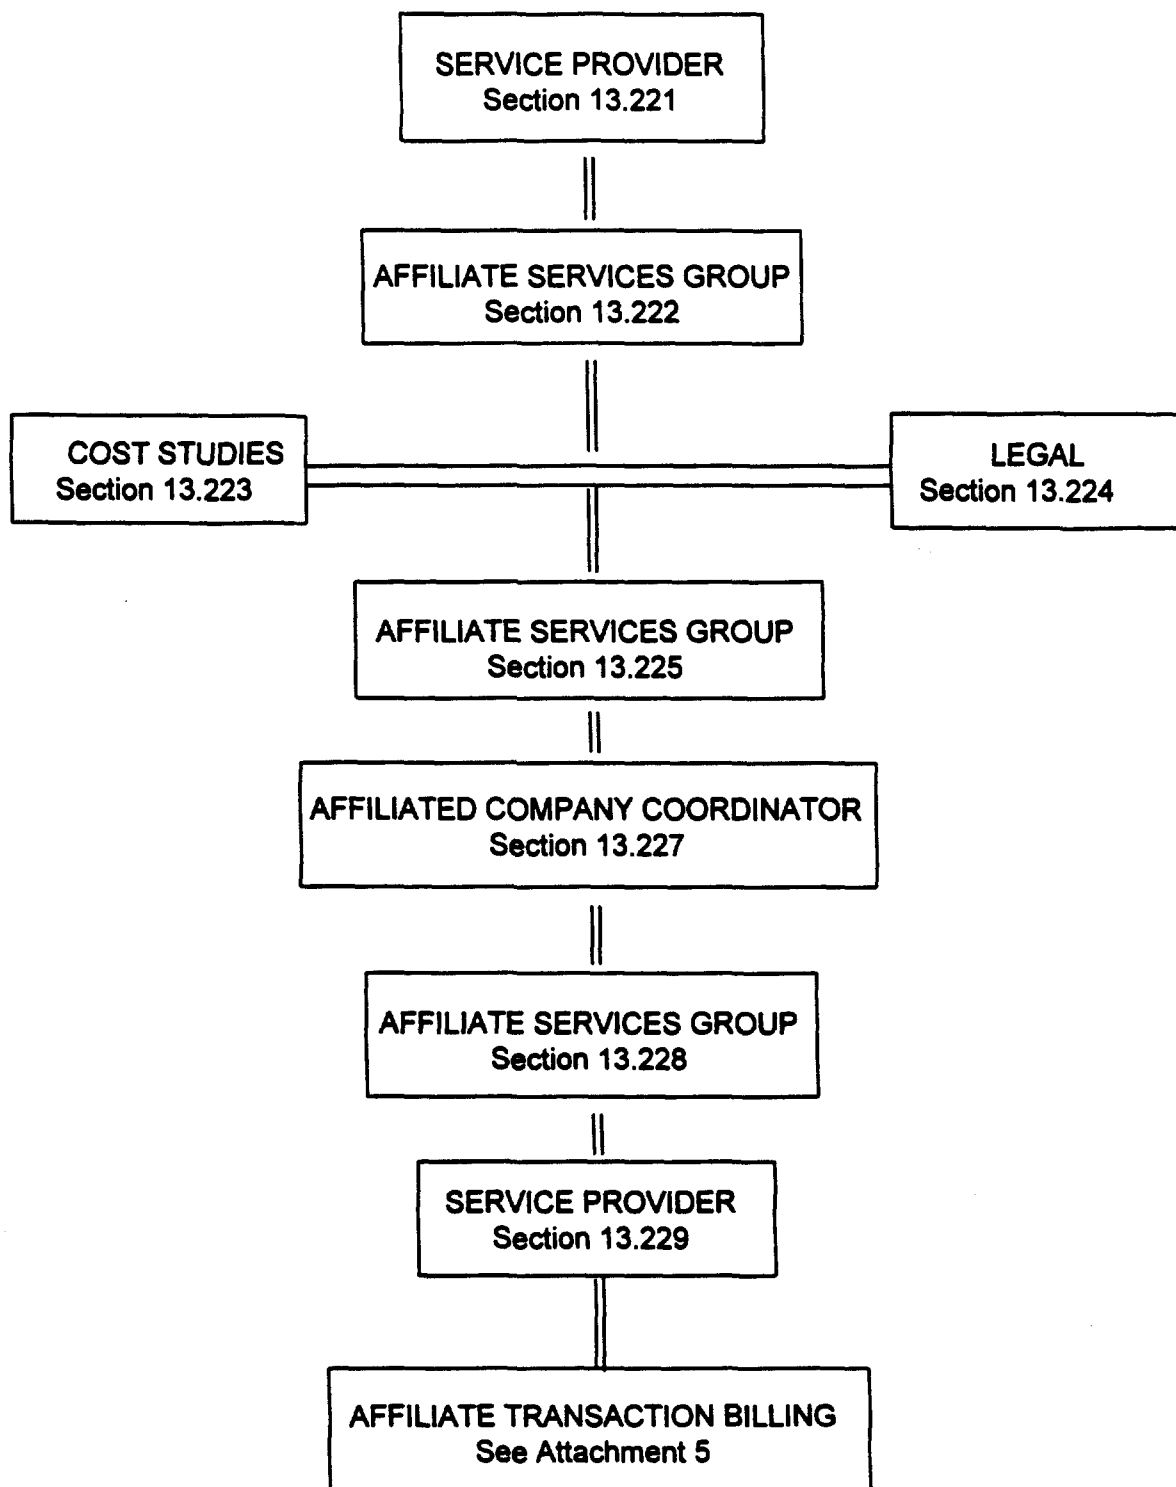 SERVICE PROVIDER
Section 13.221
AFFILIATE SERVICES GROUP
Section 13.222
COST STUDIES
Section 13.223
LEGAL
Section 13.224
AFFILIATE SERVICES GROUP
Section 13.225
AFFILIATED COMPANY COORDINATOR
Section 13.227
AFFILIATE SERVICES GROUP
Section 13.228
SERVICE PROVIDER
Section 13.229
AFFILIATE TRANSACTION BILLING
See Attachment 5